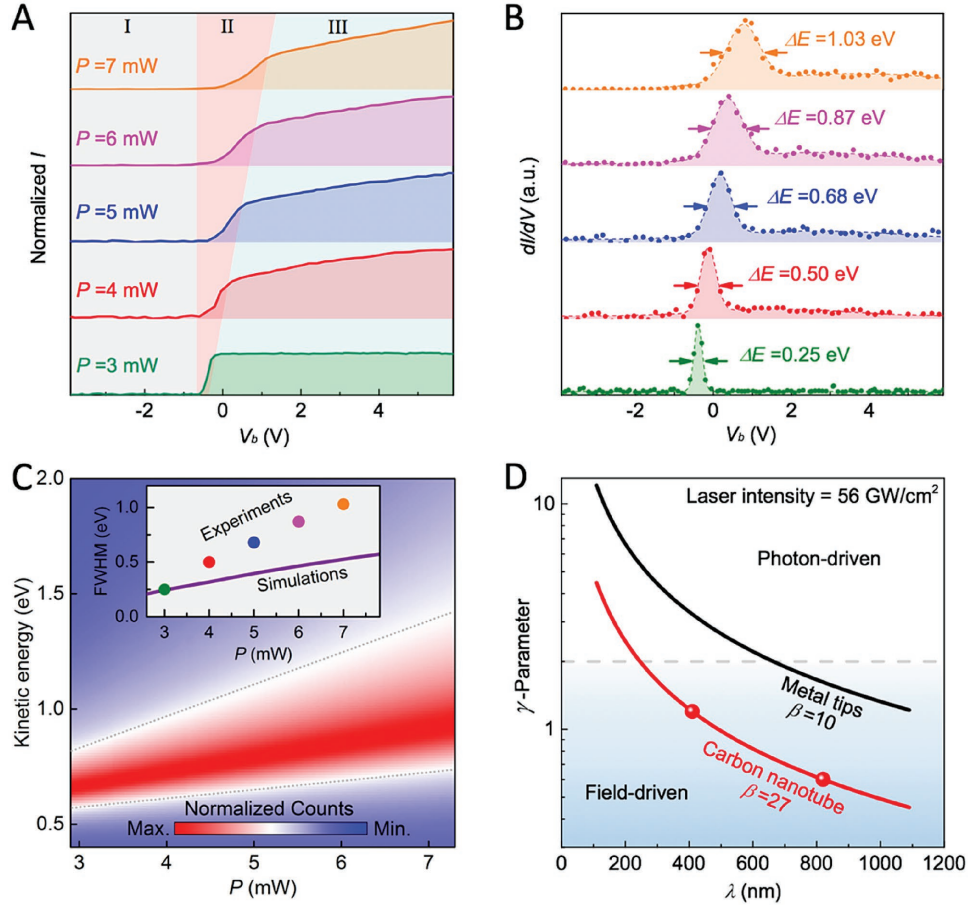 A
I II III
P =7 mW
P =6 mW
P =5 mW
P =4 mW
P =3 mW
Normalized I
-2 0 2 4
Vb (V)
B
ΔE =1.03 eV
ΔE =0.87 eV
ΔE =0.68 eV
ΔE =0.50 eV
ΔE =0.25 eV
dI/dV (a.u.)
-2 0 2 4
Vb (V)
C
2.0
1.5
1.0
0.5
Kinetic energy (eV)
1.0
0.5
0.0
FWHM (eV)
Experiments
Simulations
3 4 5 6 7
P (mW)
Normalized Counts
Max. Min.
3 4 5 6 7
P (mW)
D
10
1
γ-Parameter
Laser intensity = 56 GW/cm²
Photon-driven
Metal tips
β=10
Carbon nanotube
β=27
Field-driven
0 200 400 600 800 1000 1200
λ (nm)